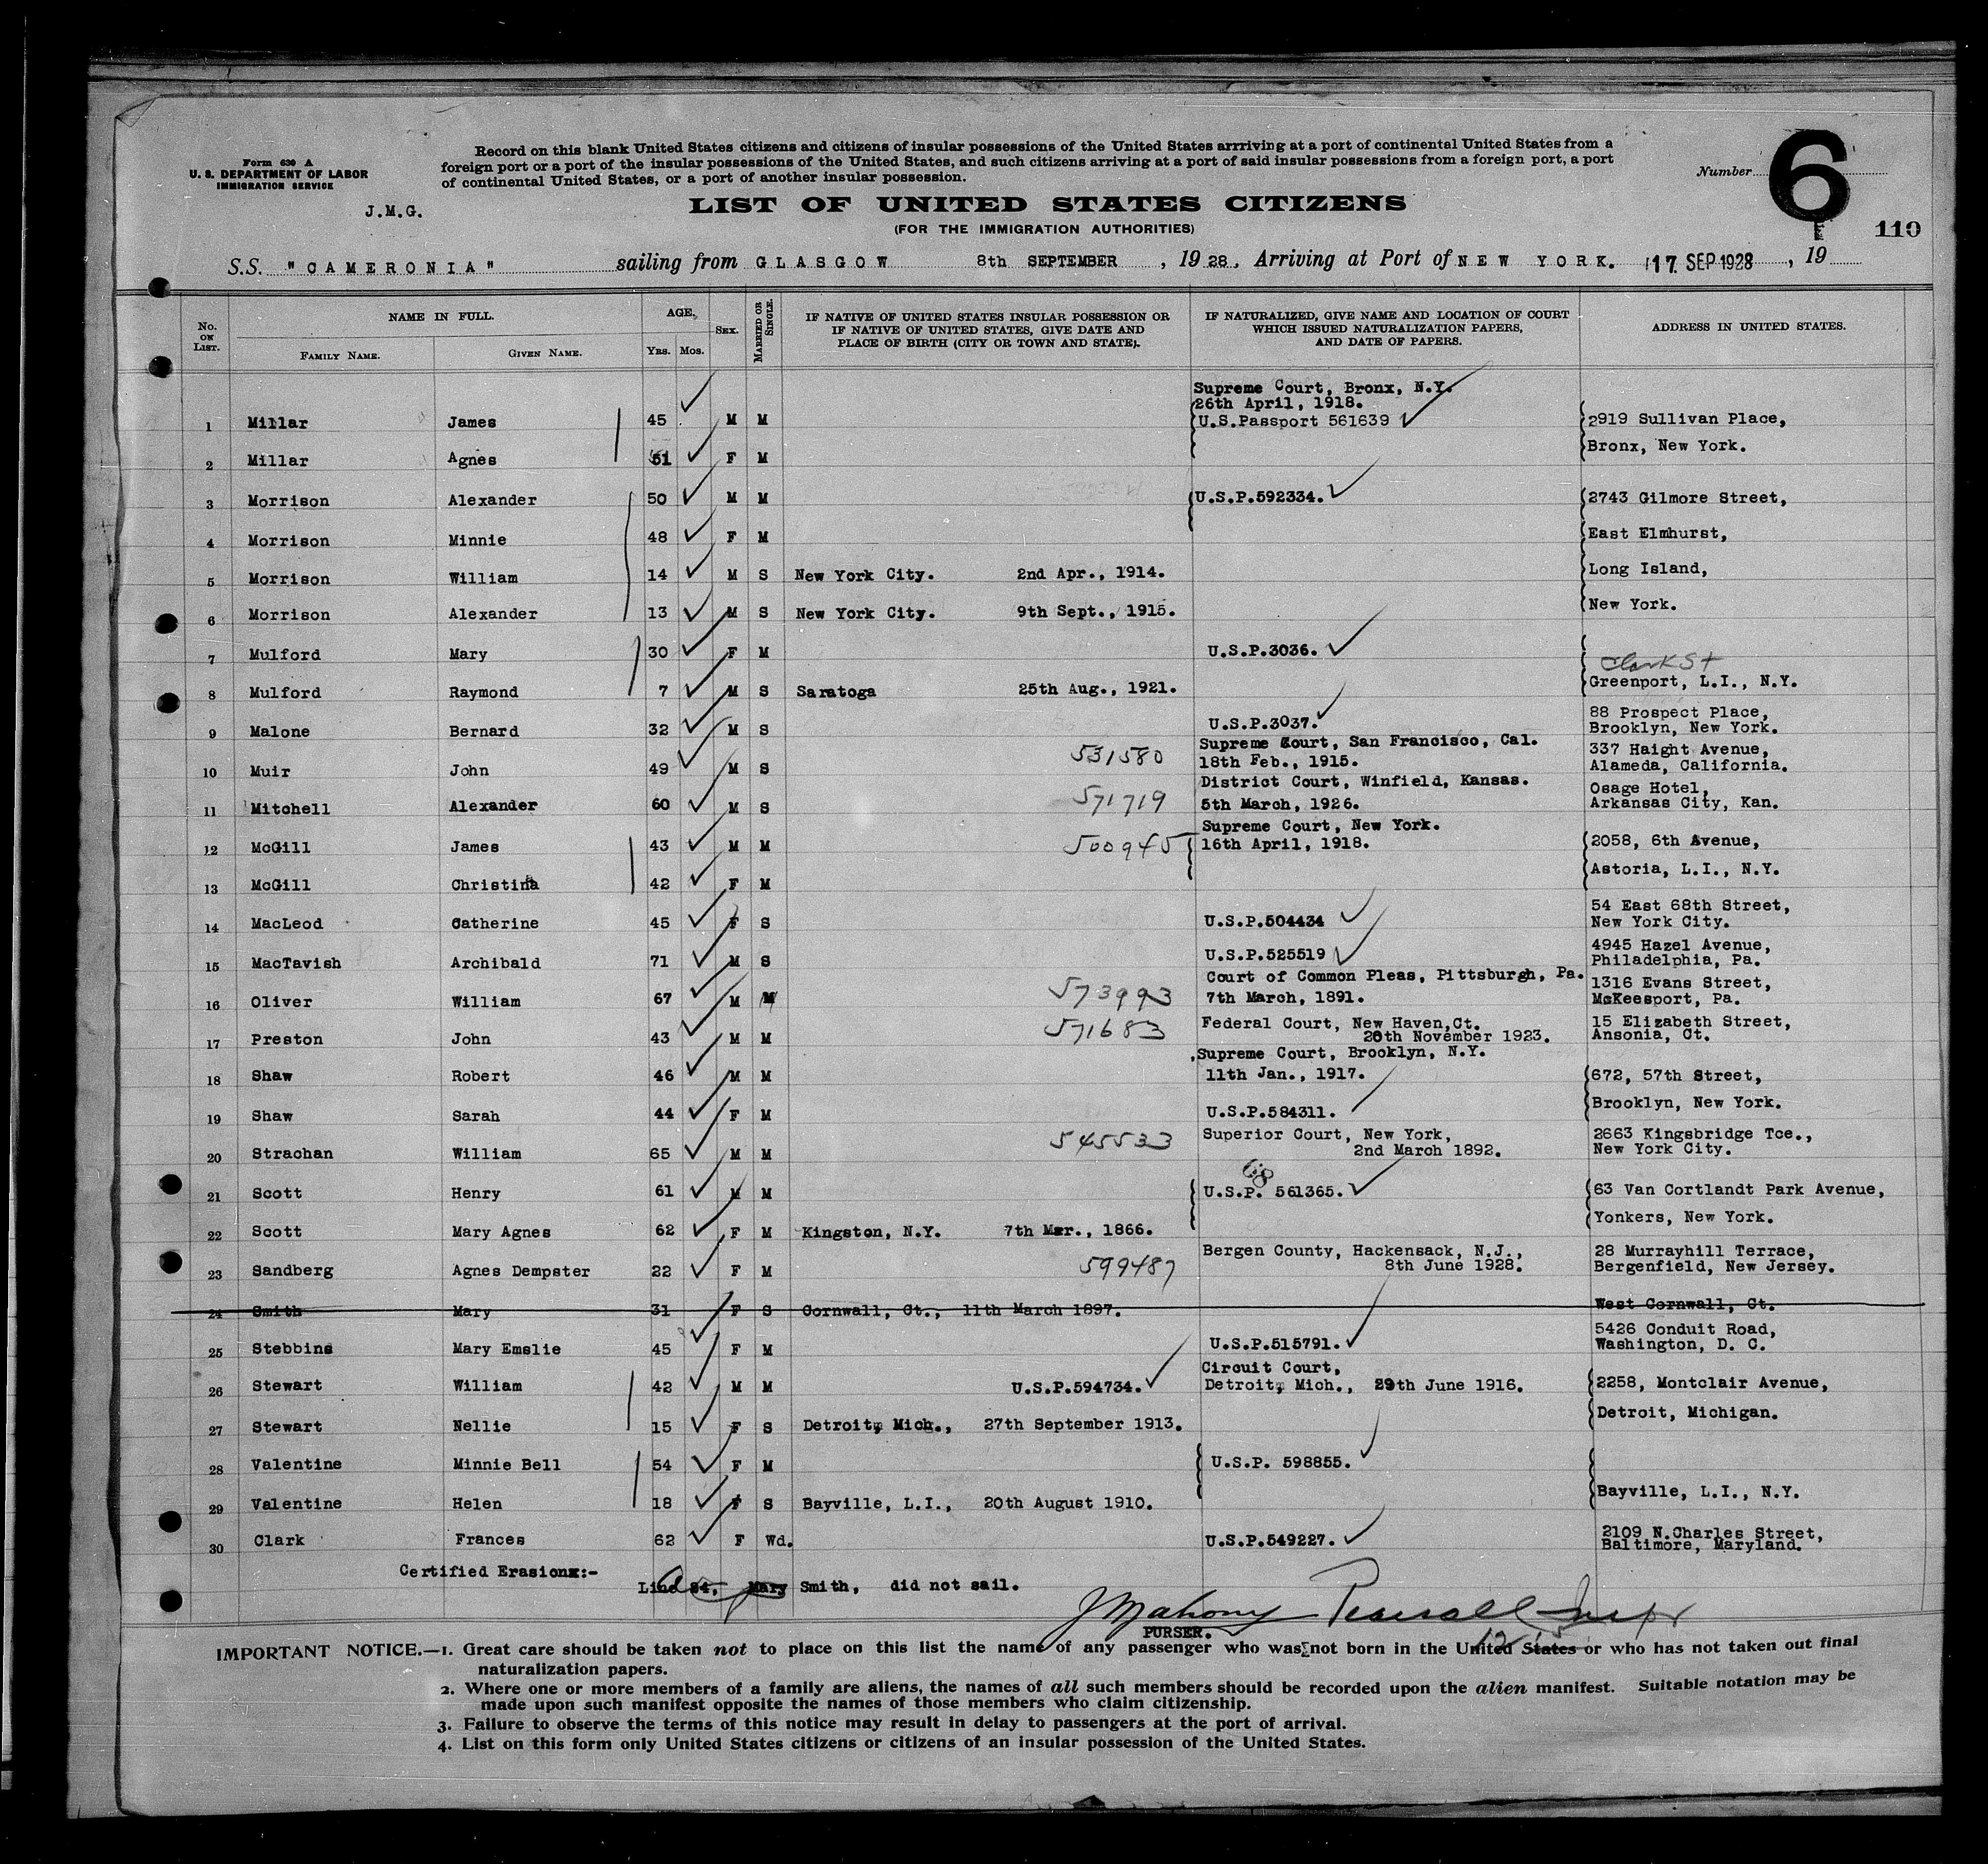 Form 630 A
U. S. DEPARTMENT OF LABOR
IMMIGRATION SERVICE
J.M.G.
Record on this blank United States citizens and citizens of insular possessions of the United States arrriving at a port of continental United States from a
foreign port or a port of the insular possessions of the United States, and such citizens arriving at a port of said insular possessions from a foreign port, a port
of continental United States, or a port of another insular possession.
Number 6
110
LIST OF UNITED STATES CITIZENS
(FOR THE IMMIGRATION AUTHORITIES)
S.S. "CAMERONIA" sailing from GLASGOW 8th SEPTEMBER, 1928, Arriving at Port of NEW YORK. 17 SEP 1928, 19
No. on List. NAME IN FULL. AGE, Sex. Married or Single. IF NATIVE OF UNITED STATES INSULAR POSSESSION OR IF NATIVE OF UNITED STATES, GIVE DATE AND PLACE OF BIRTH (CITY OR TOWN AND STATE). IF NATURALIZED, GIVE NAME AND LOCATION OF COURT WHICH ISSUED NATURALIZATION PAPERS, AND DATE OF PAPERS. ADDRESS IN UNITED STATES.
Family Name. Given Name. Yrs. Mos.
Supreme Court, Bronx, N.Y.
26th April, 1918.
1 Millar James 45 M M U.S.Passport 561639 2919 Sullivan Place,
Bronx, New York.
2 Millar Agnes 51 F M
3 Morrison Alexander 50 M M U.S.P.592334. 2743 Gilmore Street,
4 Morrison Minnie 48 F M East Elmhurst,
5 Morrison William 14 M S New York City. 2nd Apr., 1914. Long Island,
6 Morrison Alexander 13 M S New York City. 9th Sept., 1915. New York.
7 Mulford Mary 30 F M U.S.P.3036. Clark St
8 Mulford Raymond 7 M S Saratoga 25th Aug., 1921. Greenport, L.I., N.Y.
88 Prospect Place,
9 Malone Bernard 32 M S U.S.P.3037. Brooklyn, New York.
531580 Supreme Court, San Francisco, Cal. 337 Haight Avenue,
10 Muir John 49 M S 18th Feb., 1915. Alameda, California.
District Court, Winfield, Kansas. Osage Hotel,
11 Mitchell Alexander 60 M S 571719 5th March, 1926. Arkansas City, Kan.
Supreme Court, New York.
12 McGill James 43 M M 500945 16th April, 1918. 2058, 6th Avenue,
13 McGill Christina 42 F M Astoria, L.I., N.Y.
54 East 68th Street,
14 MacLeod Catherine 45 F S U.S.P.504434 New York City.
4945 Hazel Avenue,
15 MacTavish Archibald 71 M S U.S.P.525519 Philadelphia, Pa.
Court of Common Pleas, Pittsburgh, Pa. 1316 Evans Street,
16 Oliver William 67 M M 573993 7th March, 1891. McKeesport, Pa.
571683 Federal Court, New Haven,Ct. 15 Elizabeth Street,
17 Preston John 43 M M 20th November 1923. Ansonia, Ct.
Supreme Court, Brooklyn, N.Y.
18 Shaw Robert 46 M M 11th Jan., 1917. 672, 57th Street,
19 Shaw Sarah 44 F M U.S.P.584311. Brooklyn, New York.
545533 Superior Court, New York, 2663 Kingsbridge Tce.,
20 Strachan William 65 M M 2nd March 1892. New York City.
68
21 Scott Henry 61 M M U.S.P. 561365. 63 Van Cortlandt Park Avenue,
22 Scott Mary Agnes 62 F M Kingston, N.Y. 7th Mar., 1866. Yonkers, New York.
Bergen County, Hackensack, N.J., 28 Murrayhill Terrace,
23 Sandberg Agnes Dempster 22 F M 599487 8th June 1928. Bergenfield, New Jersey.
24 Smith Mary 31 F S Cornwall, Ct., 11th March 1897. West Cornwall, Ct.
5426 Conduit Road,
25 Stebbins Mary Emslie 45 F M U.S.P.515791. Washington, D. C.
Circuit Court,
26 Stewart William 42 M M U.S.P.594734. Detroit, Mich., 29th June 1916. 2258, Montclair Avenue,
27 Stewart Nellie 15 F S Detroit, Mich., 27th September 1913. Detroit, Michigan.
28 Valentine Minnie Bell 54 F M U.S.P. 598855.
29 Valentine Helen 18 F S Bayville, L.I., 20th August 1910. Bayville, L.I., N.Y.
2109 N.Charles Street,
30 Clark Frances 62 F Wd. U.S.P.549227. Baltimore, Maryland.
Certified Erasions:-
Line 24, Mary Smith, did not sail.
J Mahony
PURSER.
IMPORTANT NOTICE.—1. Great care should be taken not to place on this list the name of any passenger who was not born in the United States or who has not taken out final
naturalization papers.
2. Where one or more members of a family are aliens, the names of all such members should be recorded upon the alien manifest. Suitable notation may be
made upon such manifest opposite the names of those members who claim citizenship.
3. Failure to observe the terms of this notice may result in delay to passengers at the port of arrival.
4. List on this form only United States citizens or citizens of an insular possession of the United States.